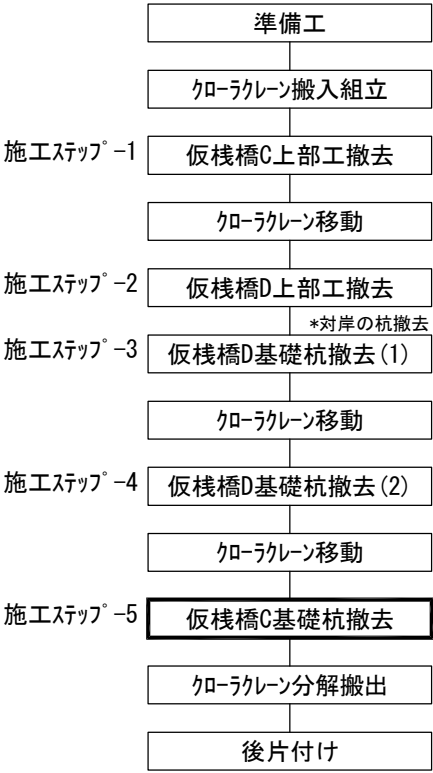 準備工
ｸﾛｰﾗｸﾚｰﾝ搬入組立
施工ｽﾃｯﾌﾟ-1
仮桟橋C上部工撤去
ｸﾛｰﾗｸﾚｰﾝ移動
施工ｽﾃｯﾌﾟ-2
仮桟橋D上部工撤去
*対岸の杭撤去
施工ｽﾃｯﾌﾟ-3
仮桟橋D基礎杭撤去(1)
ｸﾛｰﾗｸﾚｰﾝ移動
施工ｽﾃｯﾌﾟ-4
仮桟橋D基礎杭撤去(2)
ｸﾛｰﾗｸﾚｰﾝ移動
施工ｽﾃｯﾌﾟ-5
仮桟橋C基礎杭撤去
ｸﾛｰﾗｸﾚｰﾝ分解搬出
後片付け